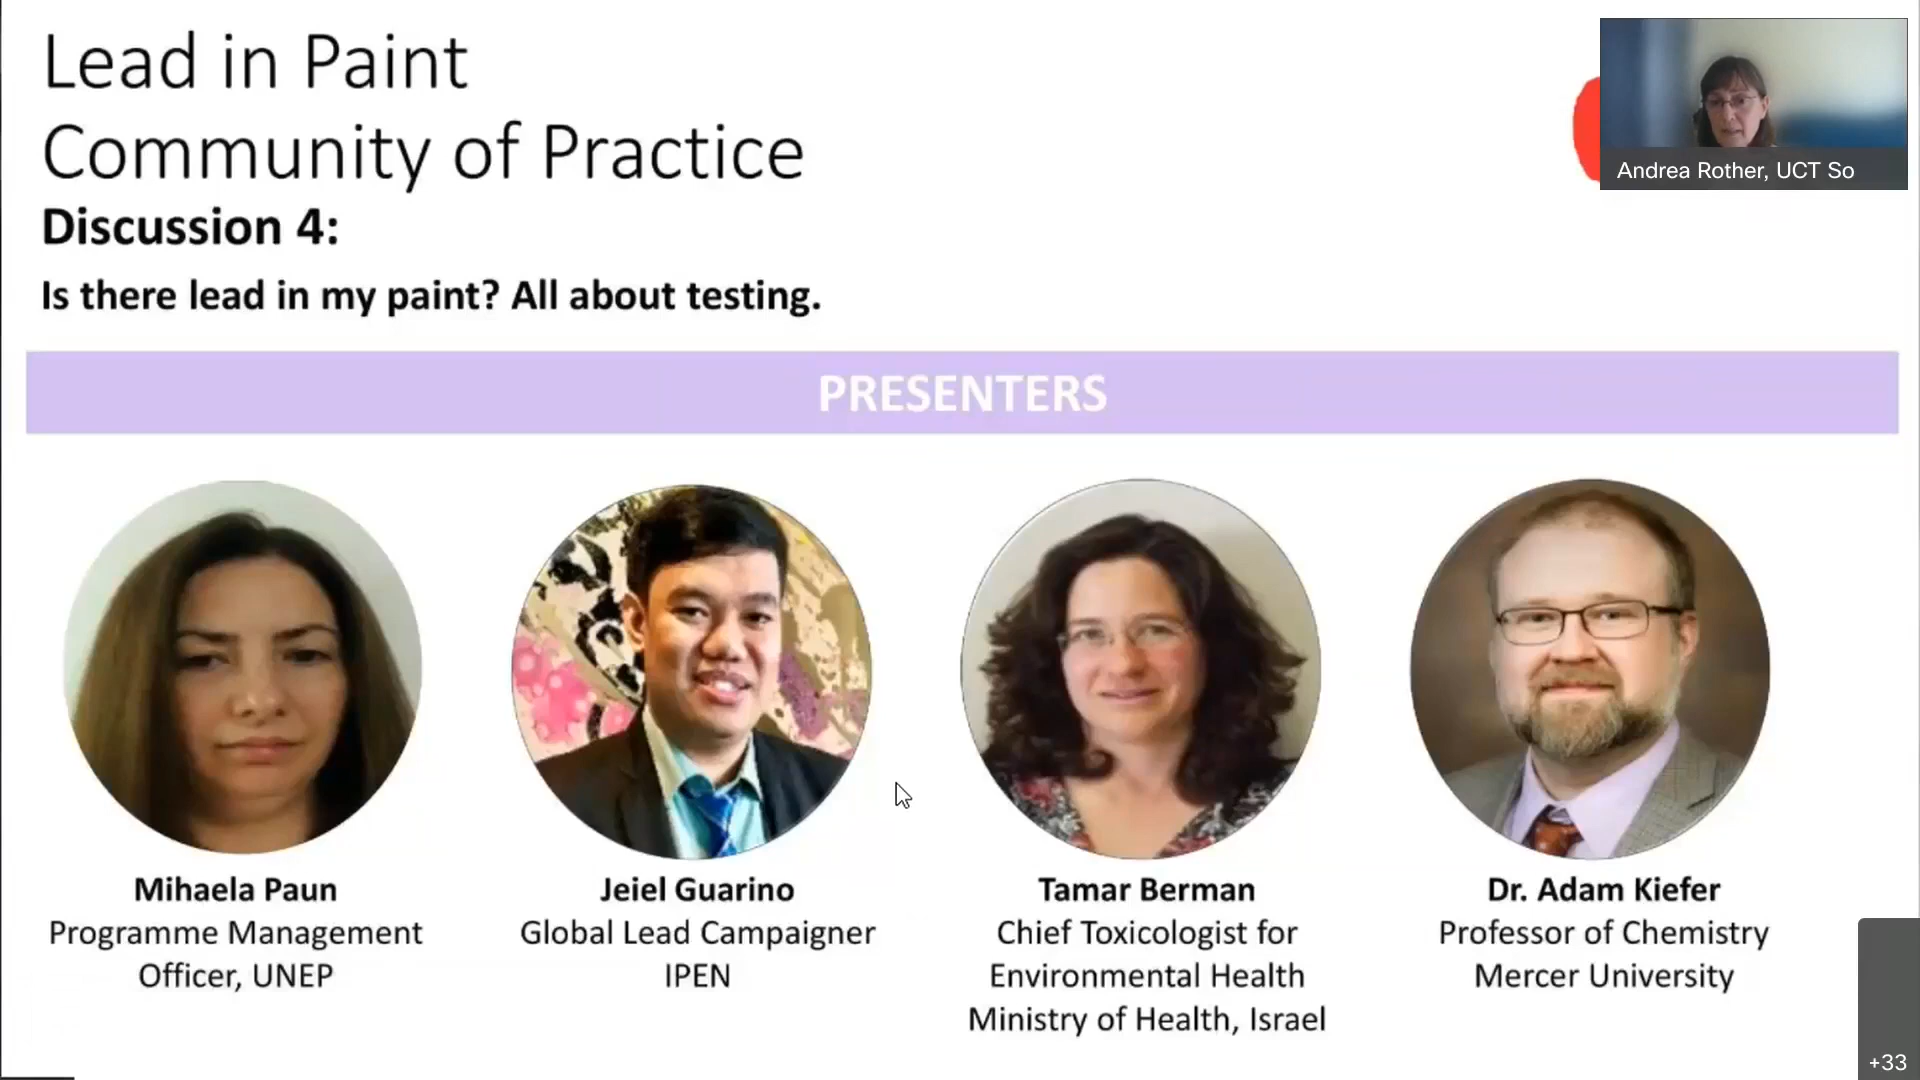 Lead in Paint
Community of Practice
Discussion 4:
Is there lead in my paint? All about testing.
Andrea Rother, UCT So
PRESENTERS
Mihaela Paun
Programme Management
Officer, UNEP
Jeiel Guarino
Global Lead Campaigner
IPEN
Tamar Berman
Chief Toxicologist for
Environmental Health
Ministry of Health, Israel
Dr. Adam Kiefer
Professor of Chemistry
Mercer University
+33